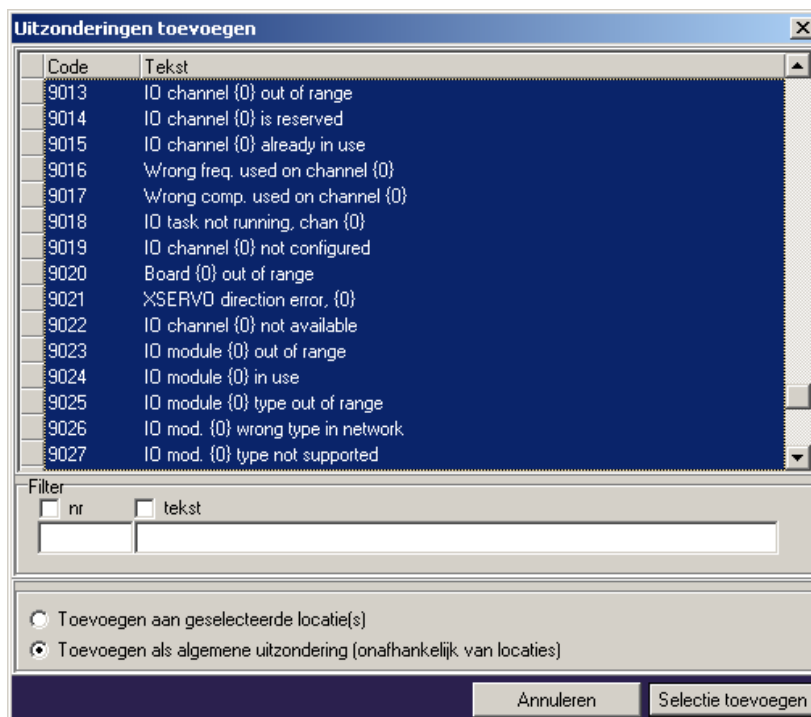 Uitzonderingen toevoegen
Code Tekst
9013 IO channel {0} out of range
9014 IO channel {0} is reserved
9015 IO channel {0} already in use
9016 Wrong freq. used on channel {0}
9017 Wrong comp. used on channel {0}
9018 IO task not running, chan {0}
9019 IO channel {0} not configured
9020 Board {0} out of range
9021 XSERVO direction error, {0}
9022 IO channel {0} not available
9023 IO module {0} out of range
9024 IO module {0} in use
9025 IO module {0} type out of range
9026 IO mod. {0} wrong type in network
9027 IO mod. {0} type not supported
Filter
nr tekst
Toevoegen aan geselecteerde locatie(s)
Toevoegen als algemene uitzondering (onafhankelijk van locaties)
Annuleren Selectie toevoegen